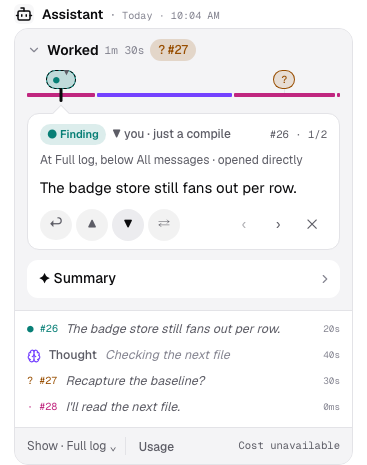 Assistant · Today · 10:04 AM
Worked 1m 30s ? #27
?
Finding ▼ you · just a compile #26 · 1/2
At Full log, below All messages · opened directly
The badge store still fans out per row.
Summary
#26 The badge store still fans out per row. 20s
Thought Checking the next file 40s
? #27 Recapture the baseline? 30s
· #28 I'll read the next file. 0ms
Show · Full log Usage Cost unavailable